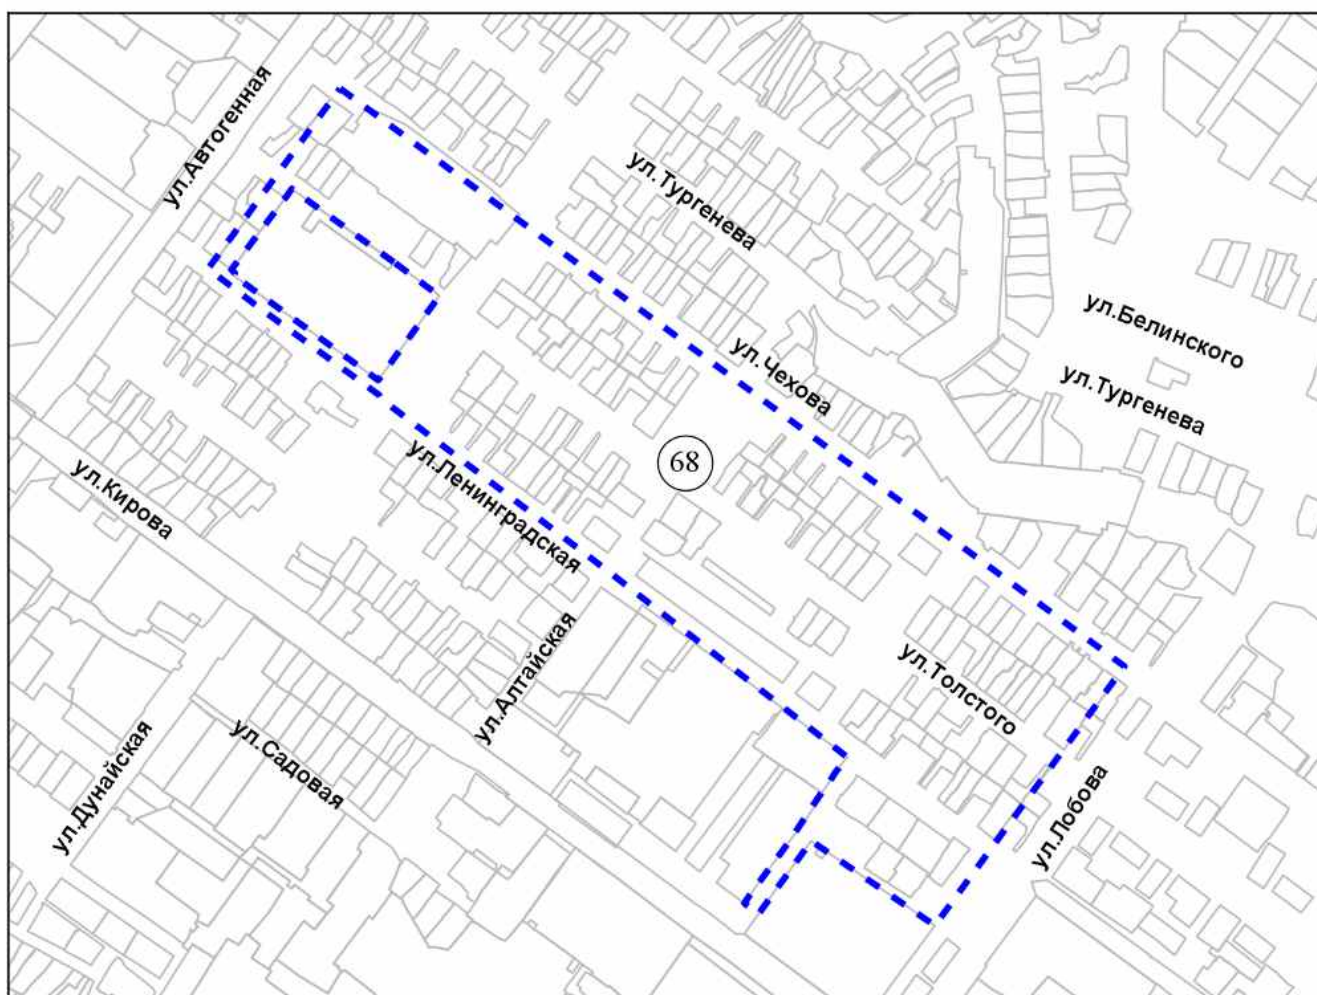 ул.Автогенная
ул.Тургенева
ул.Белинского
ул.Чехова
ул.Тургенева
68
ул.Ленинградская
ул.Кирова
ул.Алтайская
ул.Толстого
ул.Садовая
ул.Дунайская
ул.Лобова